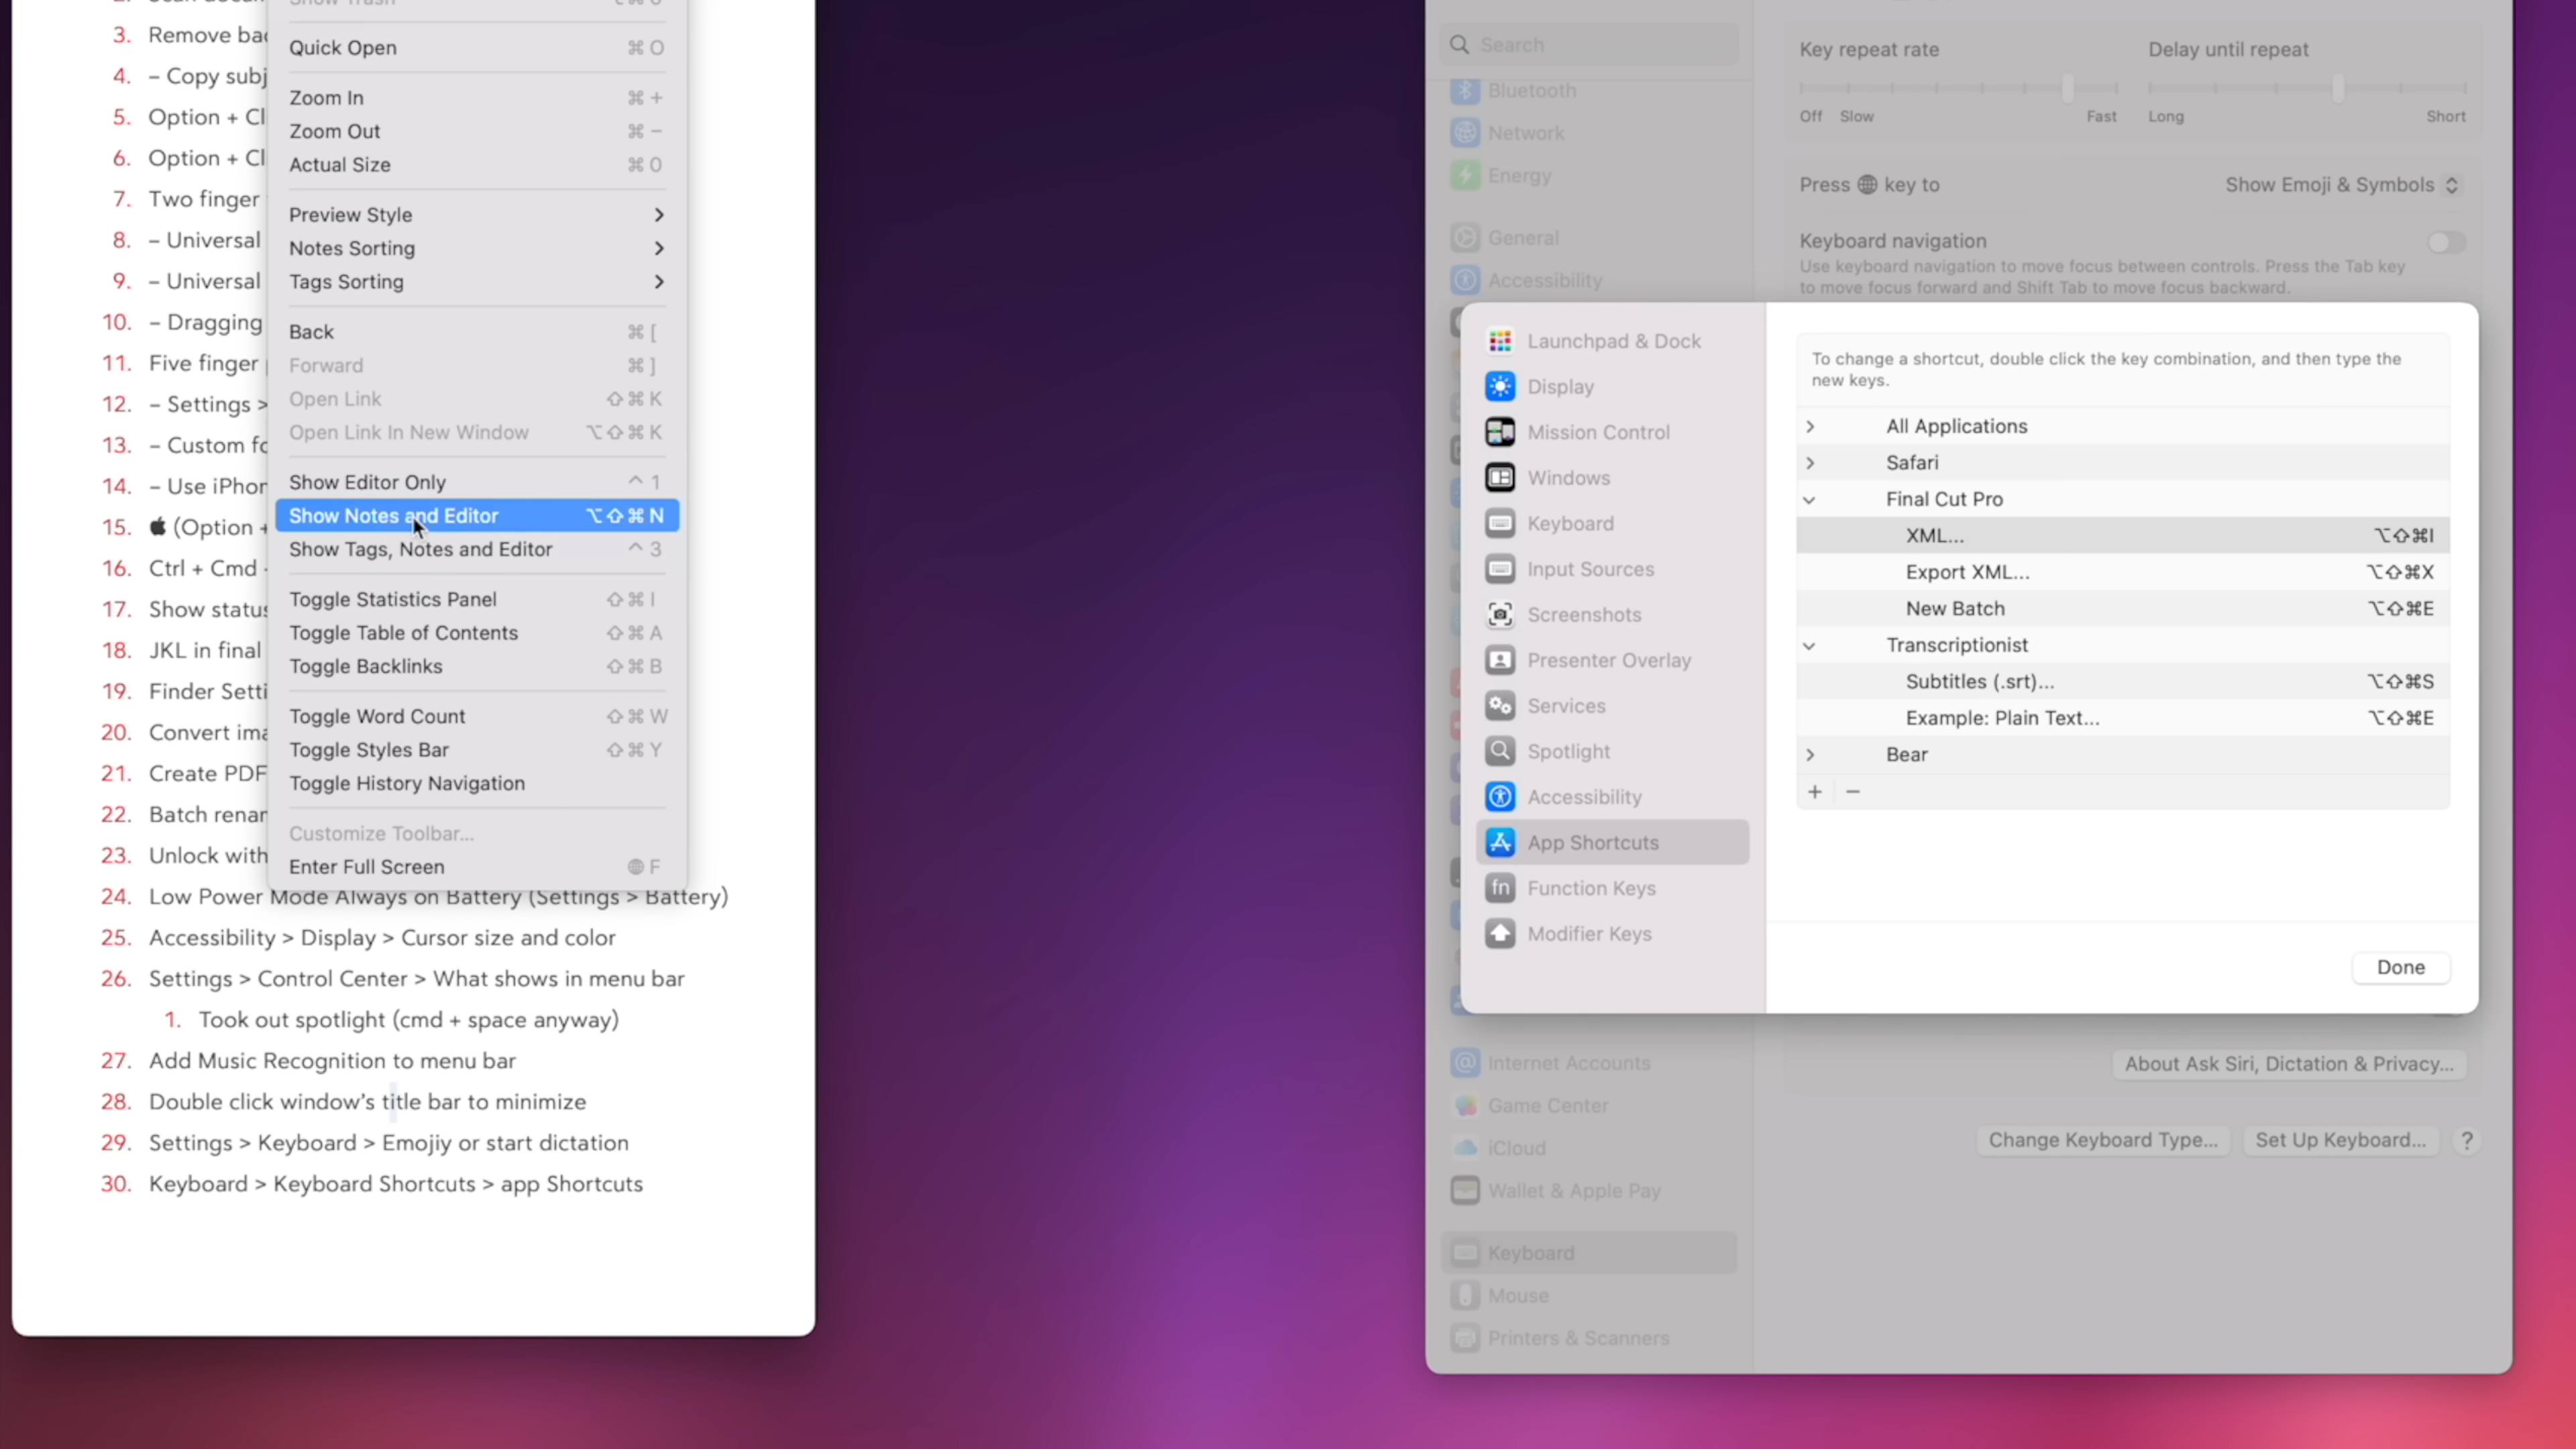 3. Remove bac
4. – Copy subj
5. Option + Cl
6. Option + Cl
7. Two finger
8. – Universal
9. – Universal
10. – Dragging
11. Five finger
12. – Settings >
13. – Custom fo
14. – Use iPhon
15.  (Option +
16. Ctrl + Cmd
17. Show status
18. JKL in final
19. Finder Setti
20. Convert ima
21. Create PDF
22. Batch renam
23. Unlock with
24. Low Power Mode Always on Battery (Settings > Battery)
25. Accessibility > Display > Cursor size and color
26. Settings > Control Center > What shows in menu bar
1. Took out spotlight (cmd + space anyway)
27. Add Music Recognition to menu bar
28. Double click window’s title bar to minimize
29. Settings > Keyboard > Emojiy or start dictation
30. Keyboard > Keyboard Shortcuts > app Shortcuts
Show Trash
Quick Open ⌘ O
Zoom In ⌘ +
Zoom Out ⌘ −
Actual Size ⌘ 0
Preview Style
Notes Sorting
Tags Sorting
Back ⌘ [
Forward ⌘ ]
Open Link ⇧ ⌘ K
Open Link In New Window ⌥ ⇧ ⌘ K
Show Editor Only ^ 1
Show Notes and Editor ⌥ ⇧ ⌘ N
Show Tags, Notes and Editor ^ 3
Toggle Statistics Panel ⇧ ⌘ I
Toggle Table of Contents ⇧ ⌘ A
Toggle Backlinks ⇧ ⌘ B
Toggle Word Count ⇧ ⌘ W
Toggle Styles Bar ⇧ ⌘ Y
Toggle History Navigation
Customize Toolbar...
Enter Full Screen F
Search
Bluetooth
Network
Energy
General
Accessibility
Internet Accounts
Game Center
iCloud
Wallet & Apple Pay
Keyboard
Mouse
Printers & Scanners
Key repeat rate
Off Slow Fast
Delay until repeat
Long Short
Press 🌐 key to Show Emoji & Symbols
Keyboard navigation
Use keyboard navigation to move focus between controls. Press the Tab key
to move focus forward and Shift Tab to move focus backward.
Launchpad & Dock
Display
Mission Control
Windows
Keyboard
Input Sources
Screenshots
Presenter Overlay
Services
Spotlight
Accessibility
App Shortcuts
fn Function Keys
Modifier Keys
To change a shortcut, double click the key combination, and then type the
new keys.
All Applications
Safari
Final Cut Pro
XML... ⌥⇧⌘I
Export XML... ⌥⇧⌘X
New Batch ⌥⇧⌘E
Transcriptionist
Subtitles (.srt)... ⌥⇧⌘S
Example: Plain Text... ⌥⇧⌘E
Bear
+ −
Done
About Ask Siri, Dictation & Privacy...
Change Keyboard Type... Set Up Keyboard... ?